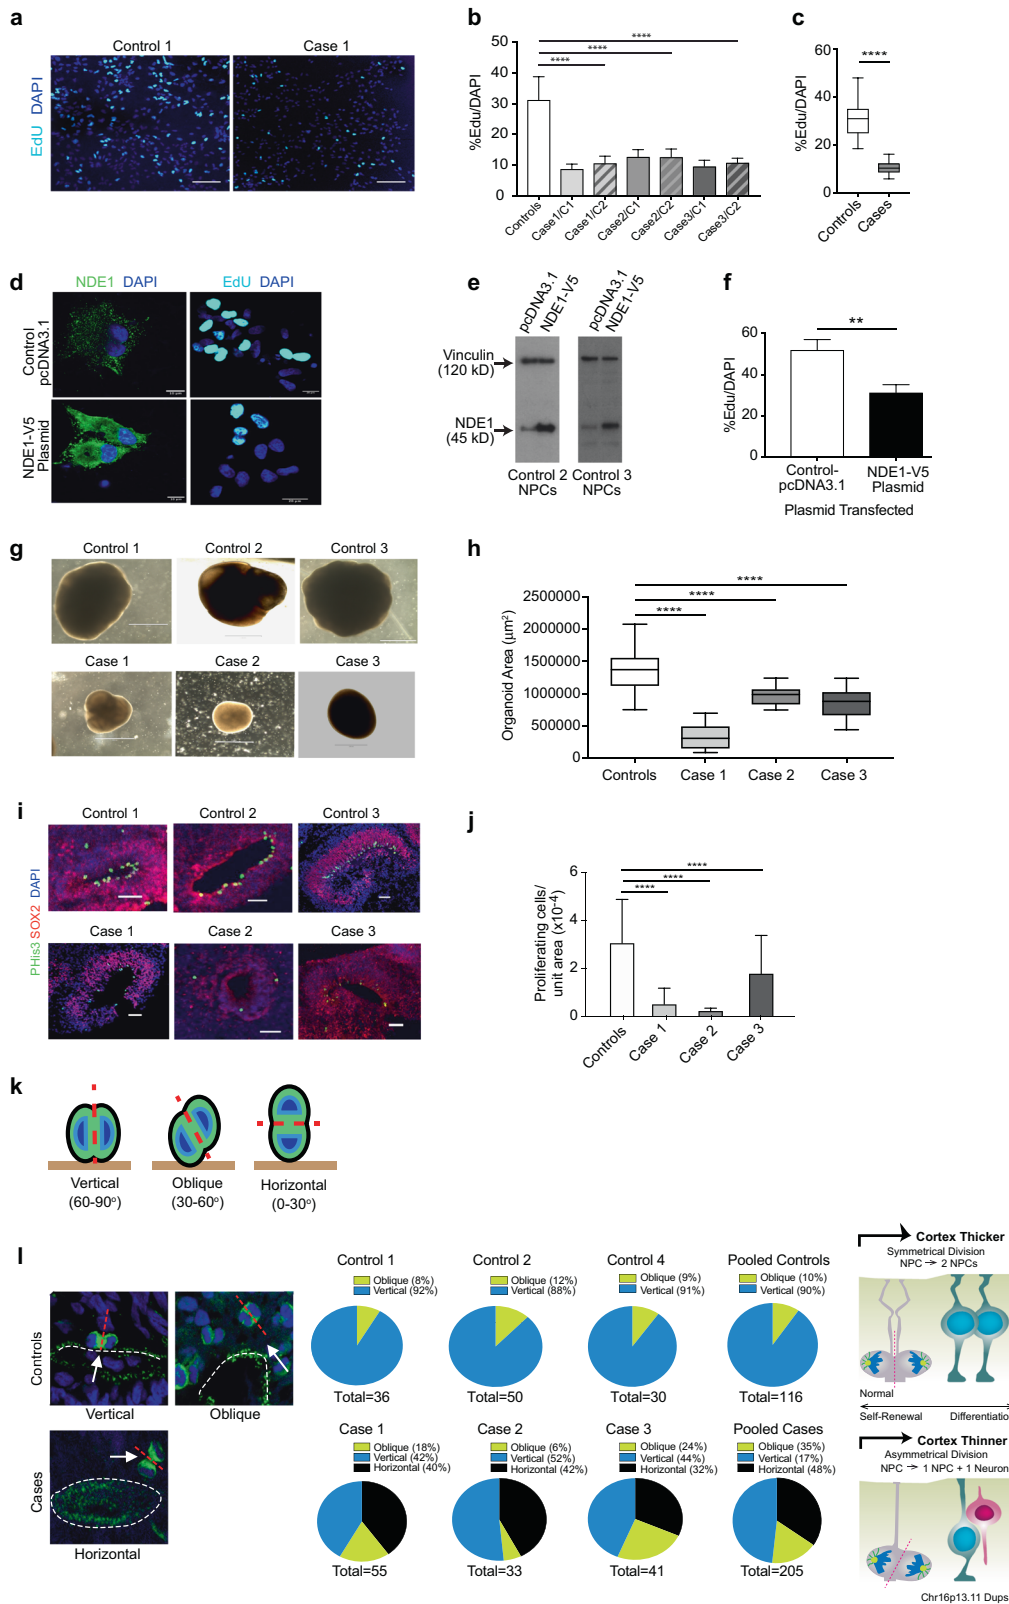 a
Control 1
Case 1
EdU DAPI
b
%Edu/DAPI
50
40
30
20
10
0
****
****
****
Controls
Case1/C1
Case1/C2
Case2/C1
Case2/C2
Case3/C1
Case3/C2
c
%Edu/DAPI
60
40
20
0
****
Controls
Cases
d
NDE1 DAPI
EdU DAPI
Control
pcDNA3.1
NDE1-V5
Plasmid
e
pcDNA3.1
NDE1-V5
pcDNA3.1
NDE1-V5
Vinculin
(120 kD)
NDE1
(45 kD)
Control 2
NPCs
Control 3
NPCs
f
%Edu/DAPI
60
40
20
0
**
Control-
pcDNA3.1
NDE1-V5
Plasmid
Plasmid Transfected
g
Control 1
Control 2
Control 3
Case 1
Case 2
Case 3
h
Organoid Area (µm²)
2500000
2000000
1500000
1000000
500000
0
****
****
****
Controls
Case 1
Case 2
Case 3
i
PHis3 SOX2 DAPI
Control 1
Control 2
Control 3
Case 1
Case 2
Case 3
j
Proliferating cells/
unit area (x10⁻⁴)
6
4
2
0
****
****
****
Controls
Case 1
Case 2
Case 3
k
Vertical
(60-90°)
Oblique
(30-60°)
Horizontal
(0-30°)
l
Controls
Vertical
Oblique
Cases
Horizontal
Control 1
Oblique (8%)
Vertical (92%)
Total=36
Control 2
Oblique (12%)
Vertical (88%)
Total=50
Control 4
Oblique (9%)
Vertical (91%)
Total=30
Pooled Controls
Oblique (10%)
Vertical (90%)
Total=116
Case 1
Oblique (18%)
Vertical (42%)
Horizontal (40%)
Total=55
Case 2
Oblique (6%)
Vertical (52%)
Horizontal (42%)
Total=33
Case 3
Oblique (24%)
Vertical (44%)
Horizontal (32%)
Total=41
Pooled Cases
Oblique (35%)
Vertical (17%)
Horizontal (48%)
Total=205
Cortex Thicker
Symmetrical Division
NPC → 2 NPCs
Normal
Self-Renewal
Differentiatio
Cortex Thinner
Asymmetrical Division
NPC → 1 NPC + 1 Neuron
Chr16p13.11 Dups